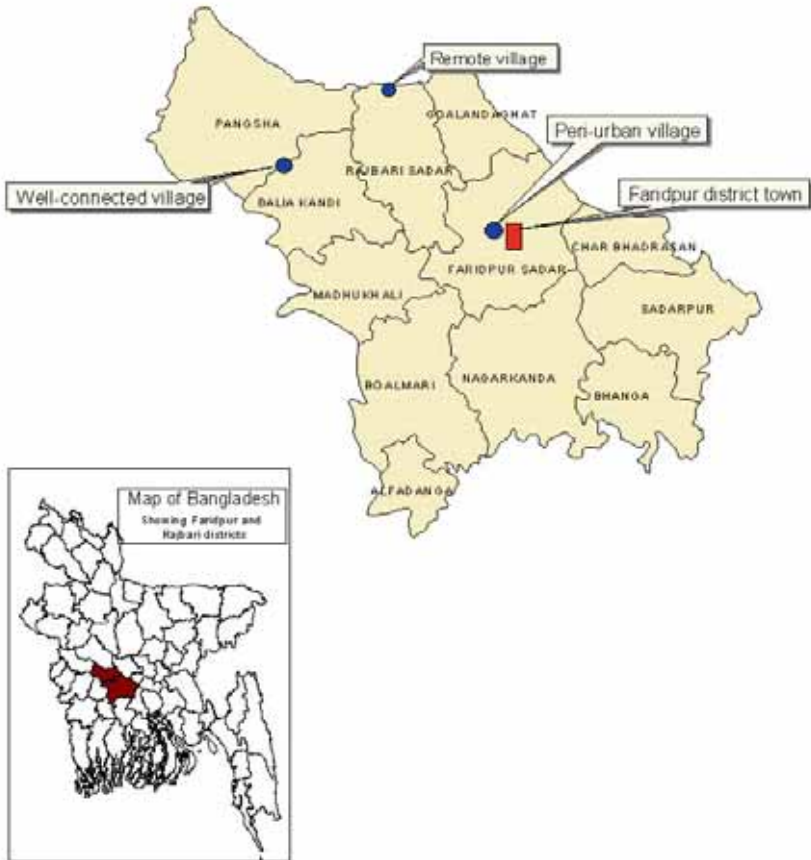 Remote village
GOALANDAGHAT
PANGSHA
Peri-urban village
RAJBARI SADAR
Well-connected village
BALIA KANDI
Faridpur district town
CHAR BHADRASAN
FARIDPUR SADAR
MADHUKHALI
SADARPUR
BOALMARI
NAGARKANDA
BHANGA
ALFADANGA
Map of Bangladesh
Showing Faridpur and
Rajbari districts